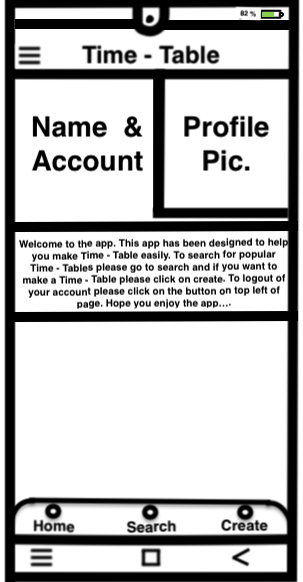 82 %
Time - Table
Name &
Account
Profile
Pic.
Welcome to the app. This app has been designed to help
you make Time - Table easily. To search for popular
Time - Tables please go to search and if you want to
make a Time - Table please click on create. To logout of
your account please click on the button on top left of
page. Hope you enjoy the app....
Home
Search
Create